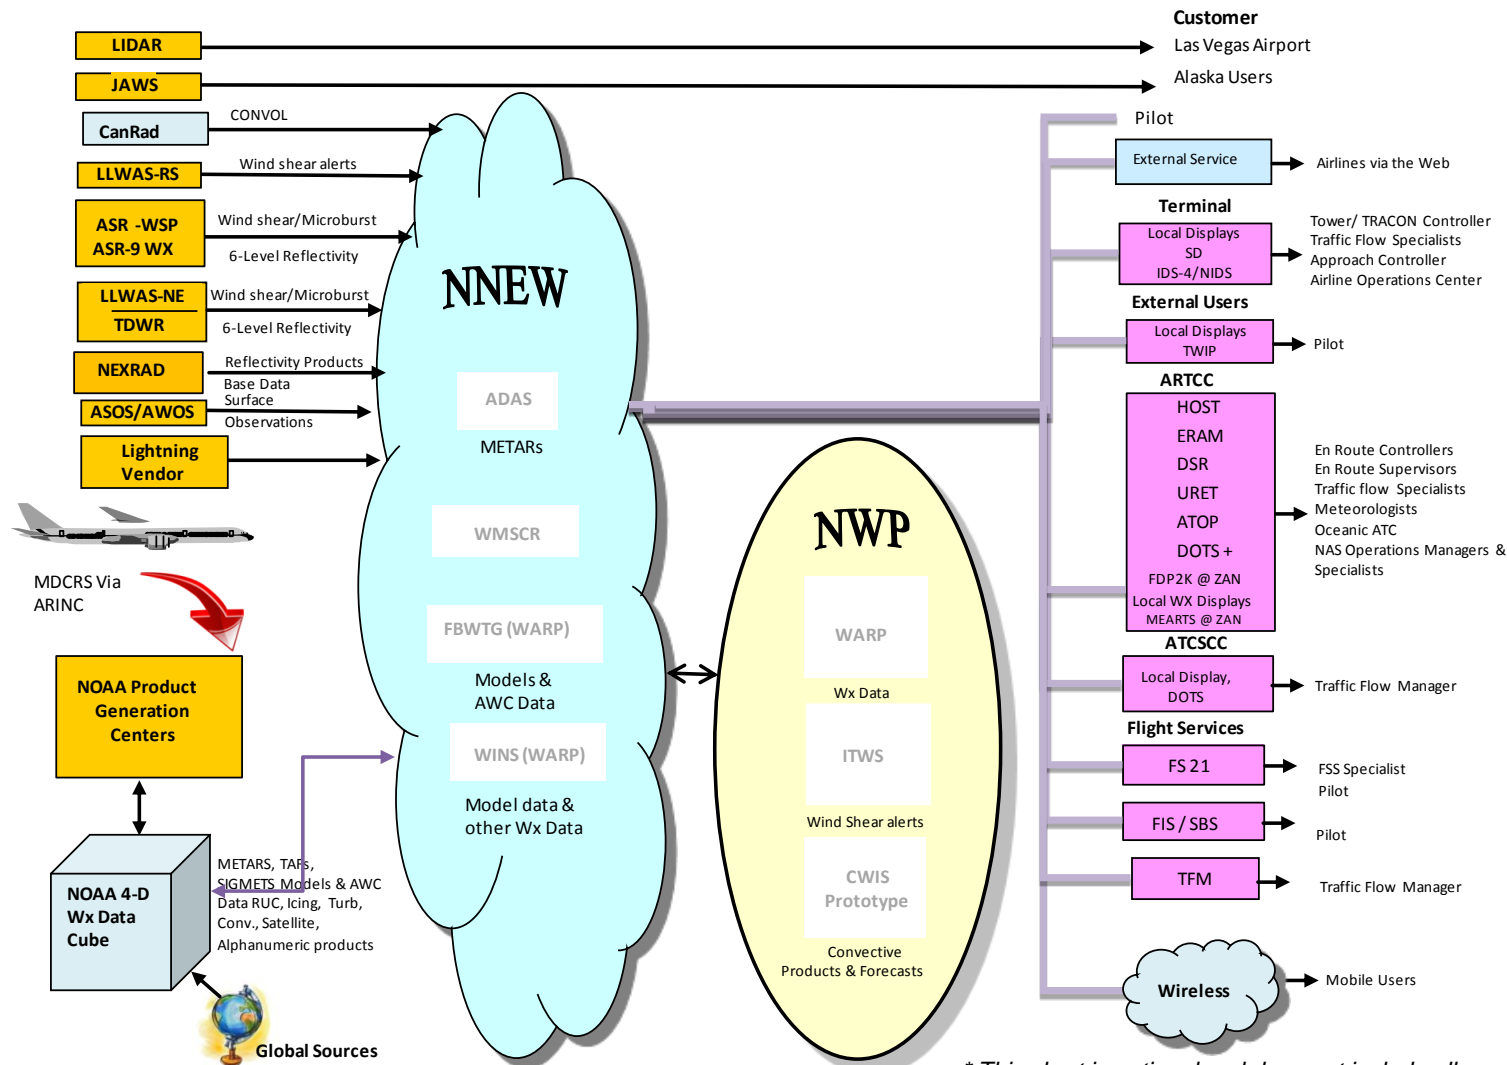 Customer
LIDAR
Las Vegas Airport
JAWS
Alaska Users
CanRad
CONVOL
LLWAS-RS
Wind shear alerts
ASR -WSP
ASR-9 WX
Wind shear/Microburst
6-Level Reflectivity
LLWAS-NE
TDWR
Wind shear/Microburst
6-Level Reflectivity
NEXRAD
Reflectivity Products
Base Data
ASOS/AWOS
Surface
Observations
Lightning
Vendor
MDCRS Via
ARINC
NOAA Product
Generation
Centers
NOAA 4-D
Wx Data
Cube
METARS, TAFs,
SIGMETS Models & AWC
Data RUC, Icing, Turb,
Conv., Satellite,
Alphanumeric products
Global Sources
NNEW
ADAS
METARs
WMSCR
FBWTG (WARP)
Models &
AWC Data
WINS (WARP)
Model data &
other Wx Data
NWP
WARP
Wx Data
ITWS
Wind Shear alerts
CWIS
Prototype
Convective
Products & Forecasts
Pilot
External Service
Airlines via the Web
Terminal
Local Displays
SD
IDS-4/NIDS
Tower/ TRACON Controller
Traffic Flow Specialists
Approach Controller
Airline Operations Center
External Users
Local Displays
TWIP
Pilot
ARTCC
HOST
ERAM
DSR
URET
ATOP
DOTS +
FDP2K @ ZAN
Local WX Displays
MEARTS @ ZAN
En Route Controllers
En Route Supervisors
Traffic flow Specialists
Meteorologists
Oceanic ATC
NAS Operations Managers &
Specialists
ATCSCC
Local Display,
DOTS
Traffic Flow Manager
Flight Services
FS 21
FSS Specialist
Pilot
FIS / SBS
Pilot
TFM
Traffic Flow Manager
Wireless
Mobile Users